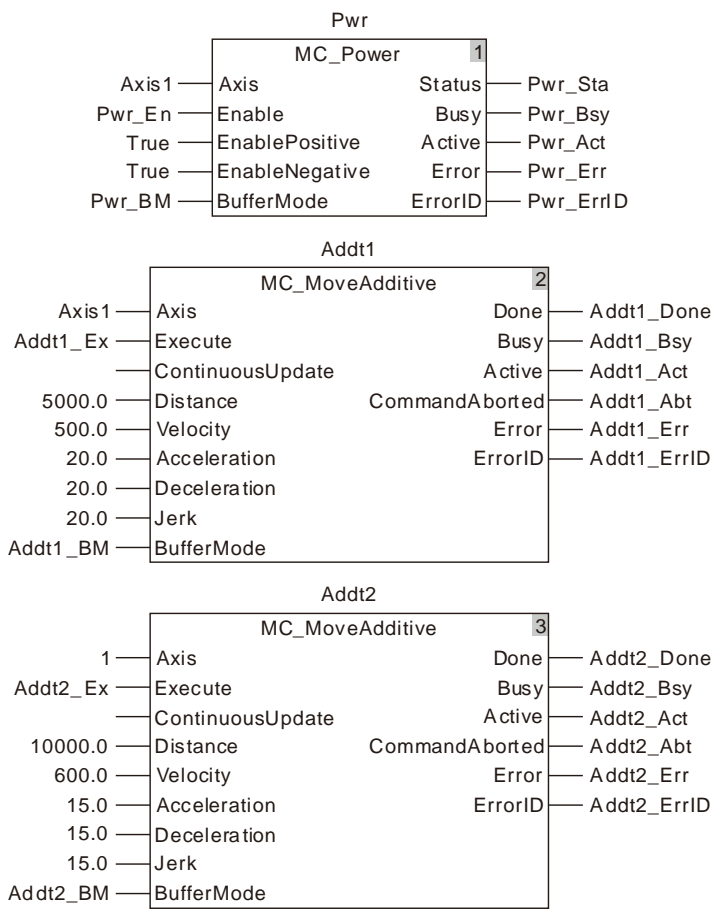 Pwr
MC_Power 1
Axis1 Axis Status Pwr_Sta
Pwr_En Enable Busy Pwr_Bsy
True EnablePositive Active Pwr_Act
True EnableNegative Error Pwr_Err
Pwr_BM BufferMode ErrorID Pwr_ErrID
Addt1
MC_MoveAdditive 2
Axis1 Axis Done Addt1_Done
Addt1_Ex Execute Busy Addt1_Bsy
ContinuousUpdate Active Addt1_Act
5000.0 Distance CommandAborted Addt1_Abt
500.0 Velocity Error Addt1_Err
20.0 Acceleration ErrorID Addt1_ErrID
20.0 Deceleration
20.0 Jerk
Addt1_BM BufferMode
Addt2
MC_MoveAdditive 3
1 Axis Done Addt2_Done
Addt2_Ex Execute Busy Addt2_Bsy
ContinuousUpdate Active Addt2_Act
10000.0 Distance CommandAborted Addt2_Abt
600.0 Velocity Error Addt2_Err
15.0 Acceleration ErrorID Addt2_ErrID
15.0 Deceleration
15.0 Jerk
Addt2_BM BufferMode